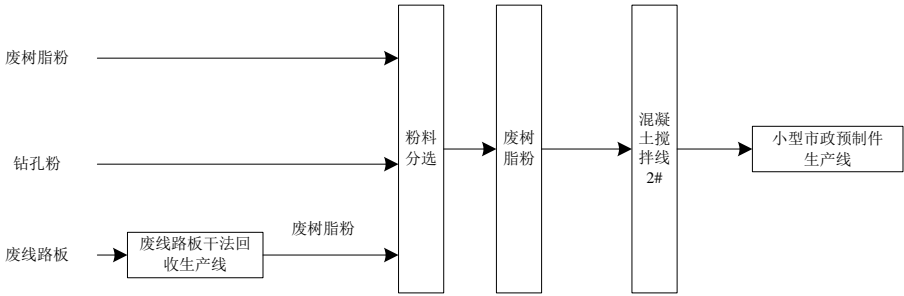 废树脂粉
钻孔粉
废线路板
废线路板干法回
收生产线
废树脂粉
粉料
分选
废树
脂粉
混凝
土搅
拌线
2#
小型市政预制件
生产线